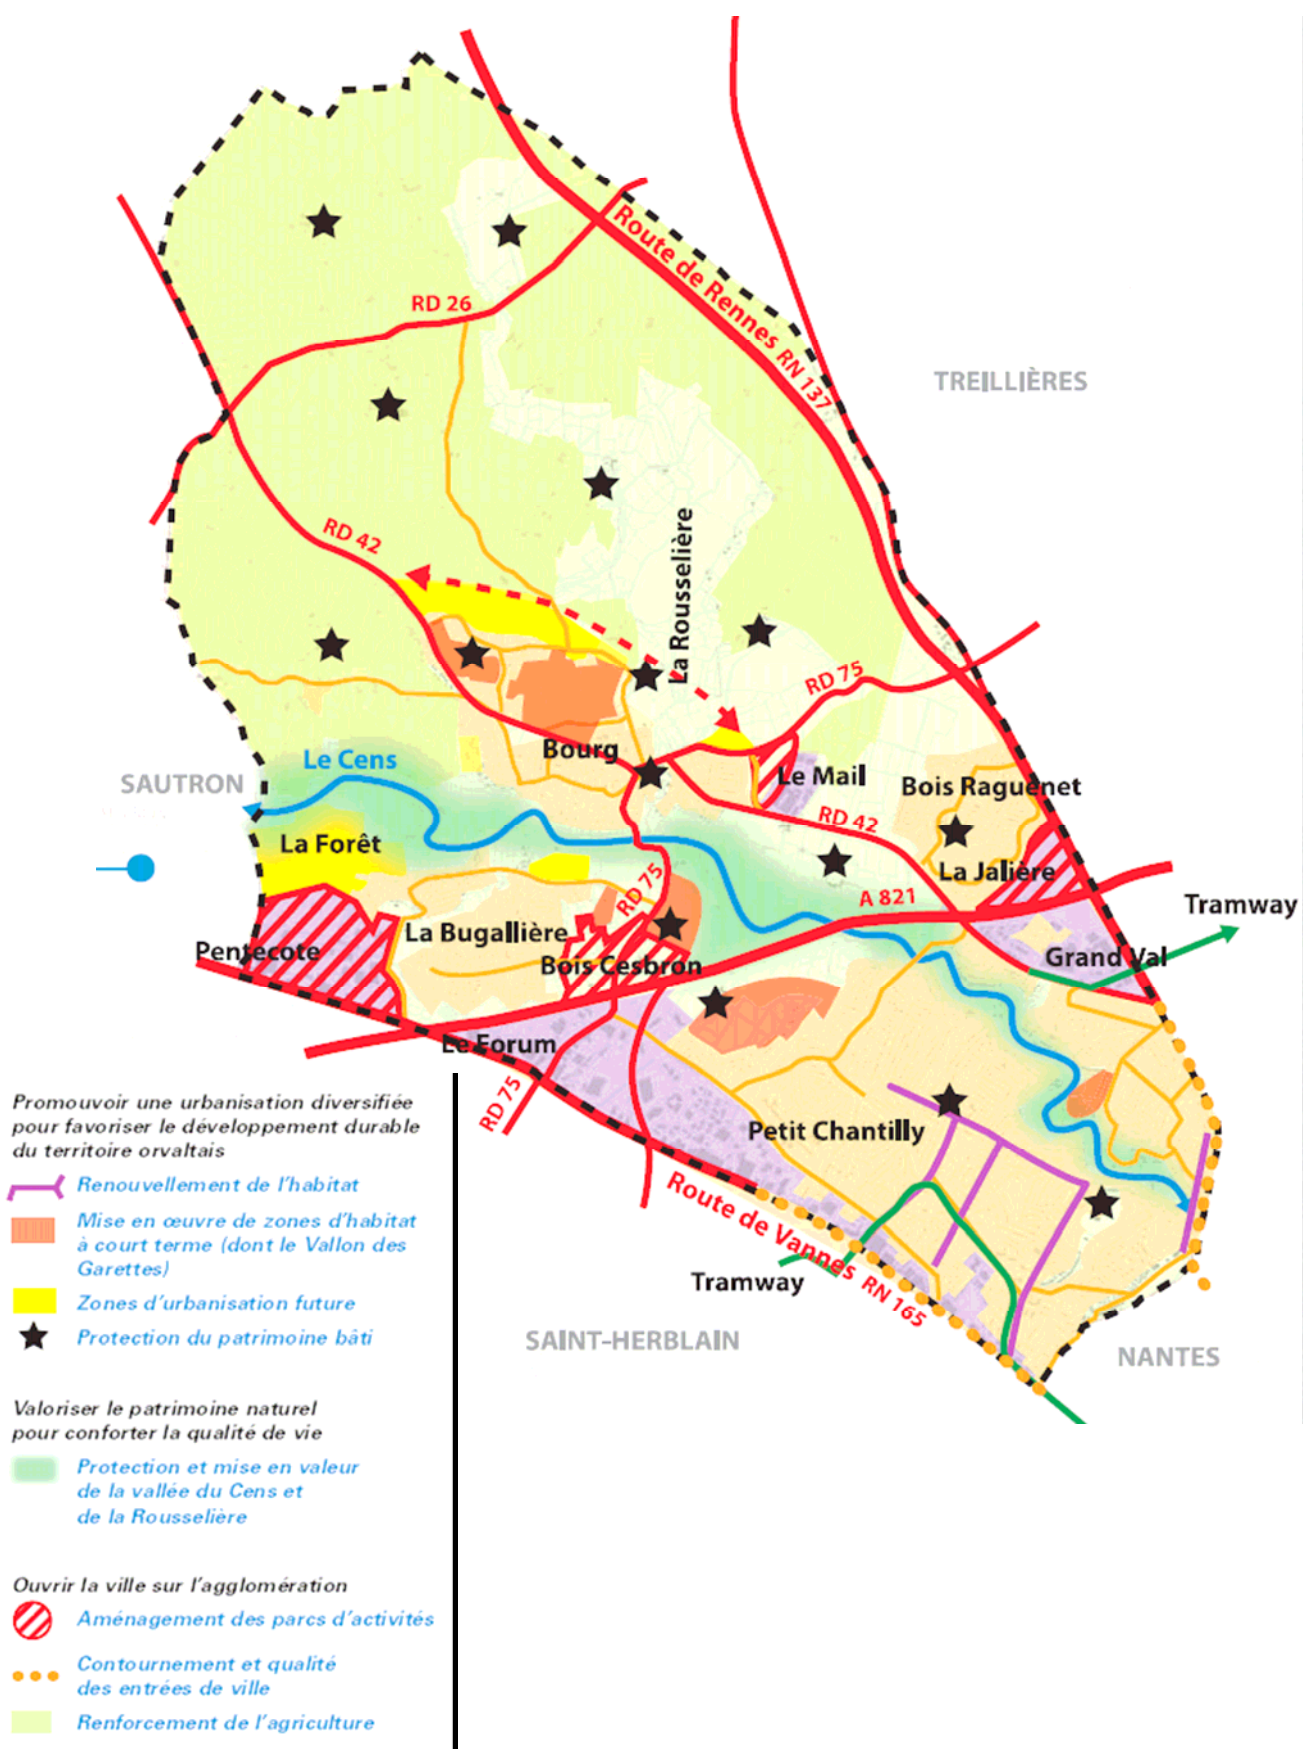 Route de Rennes RN 137
RD 26
TREILLIÈRES
RD 42
La Rousselière
RD 75
Bourg
Le Cens
Le Mail
Bois Raguenet
SAUTRON
RD 42
La Forêt
La Jalière
RD 75
A 821
Tramway
La Bugallière
Pentecote
Bois Cesbron
Grand Val
Le Forum
RD 75
Petit Chantilly
Route de Vannes RN 165
Tramway
SAINT-HERBLAIN
NANTES
Promouvoir une urbanisation diversifiée
pour favoriser le développement durable
du territoire orvaltais
Renouvellement de l'habitat
Mise en œuvre de zones d'habitat
à court terme (dont le Vallon des
Garettes)
Zones d'urbanisation future
Protection du patrimoine bâti
Valoriser le patrimoine naturel
pour conforter la qualité de vie
Protection et mise en valeur
de la vallée du Cens et
de la Rousselière
Ouvrir la ville sur l'agglomération
Aménagement des parcs d'activités
Contournement et qualité
des entrées de ville
Renforcement de l'agriculture